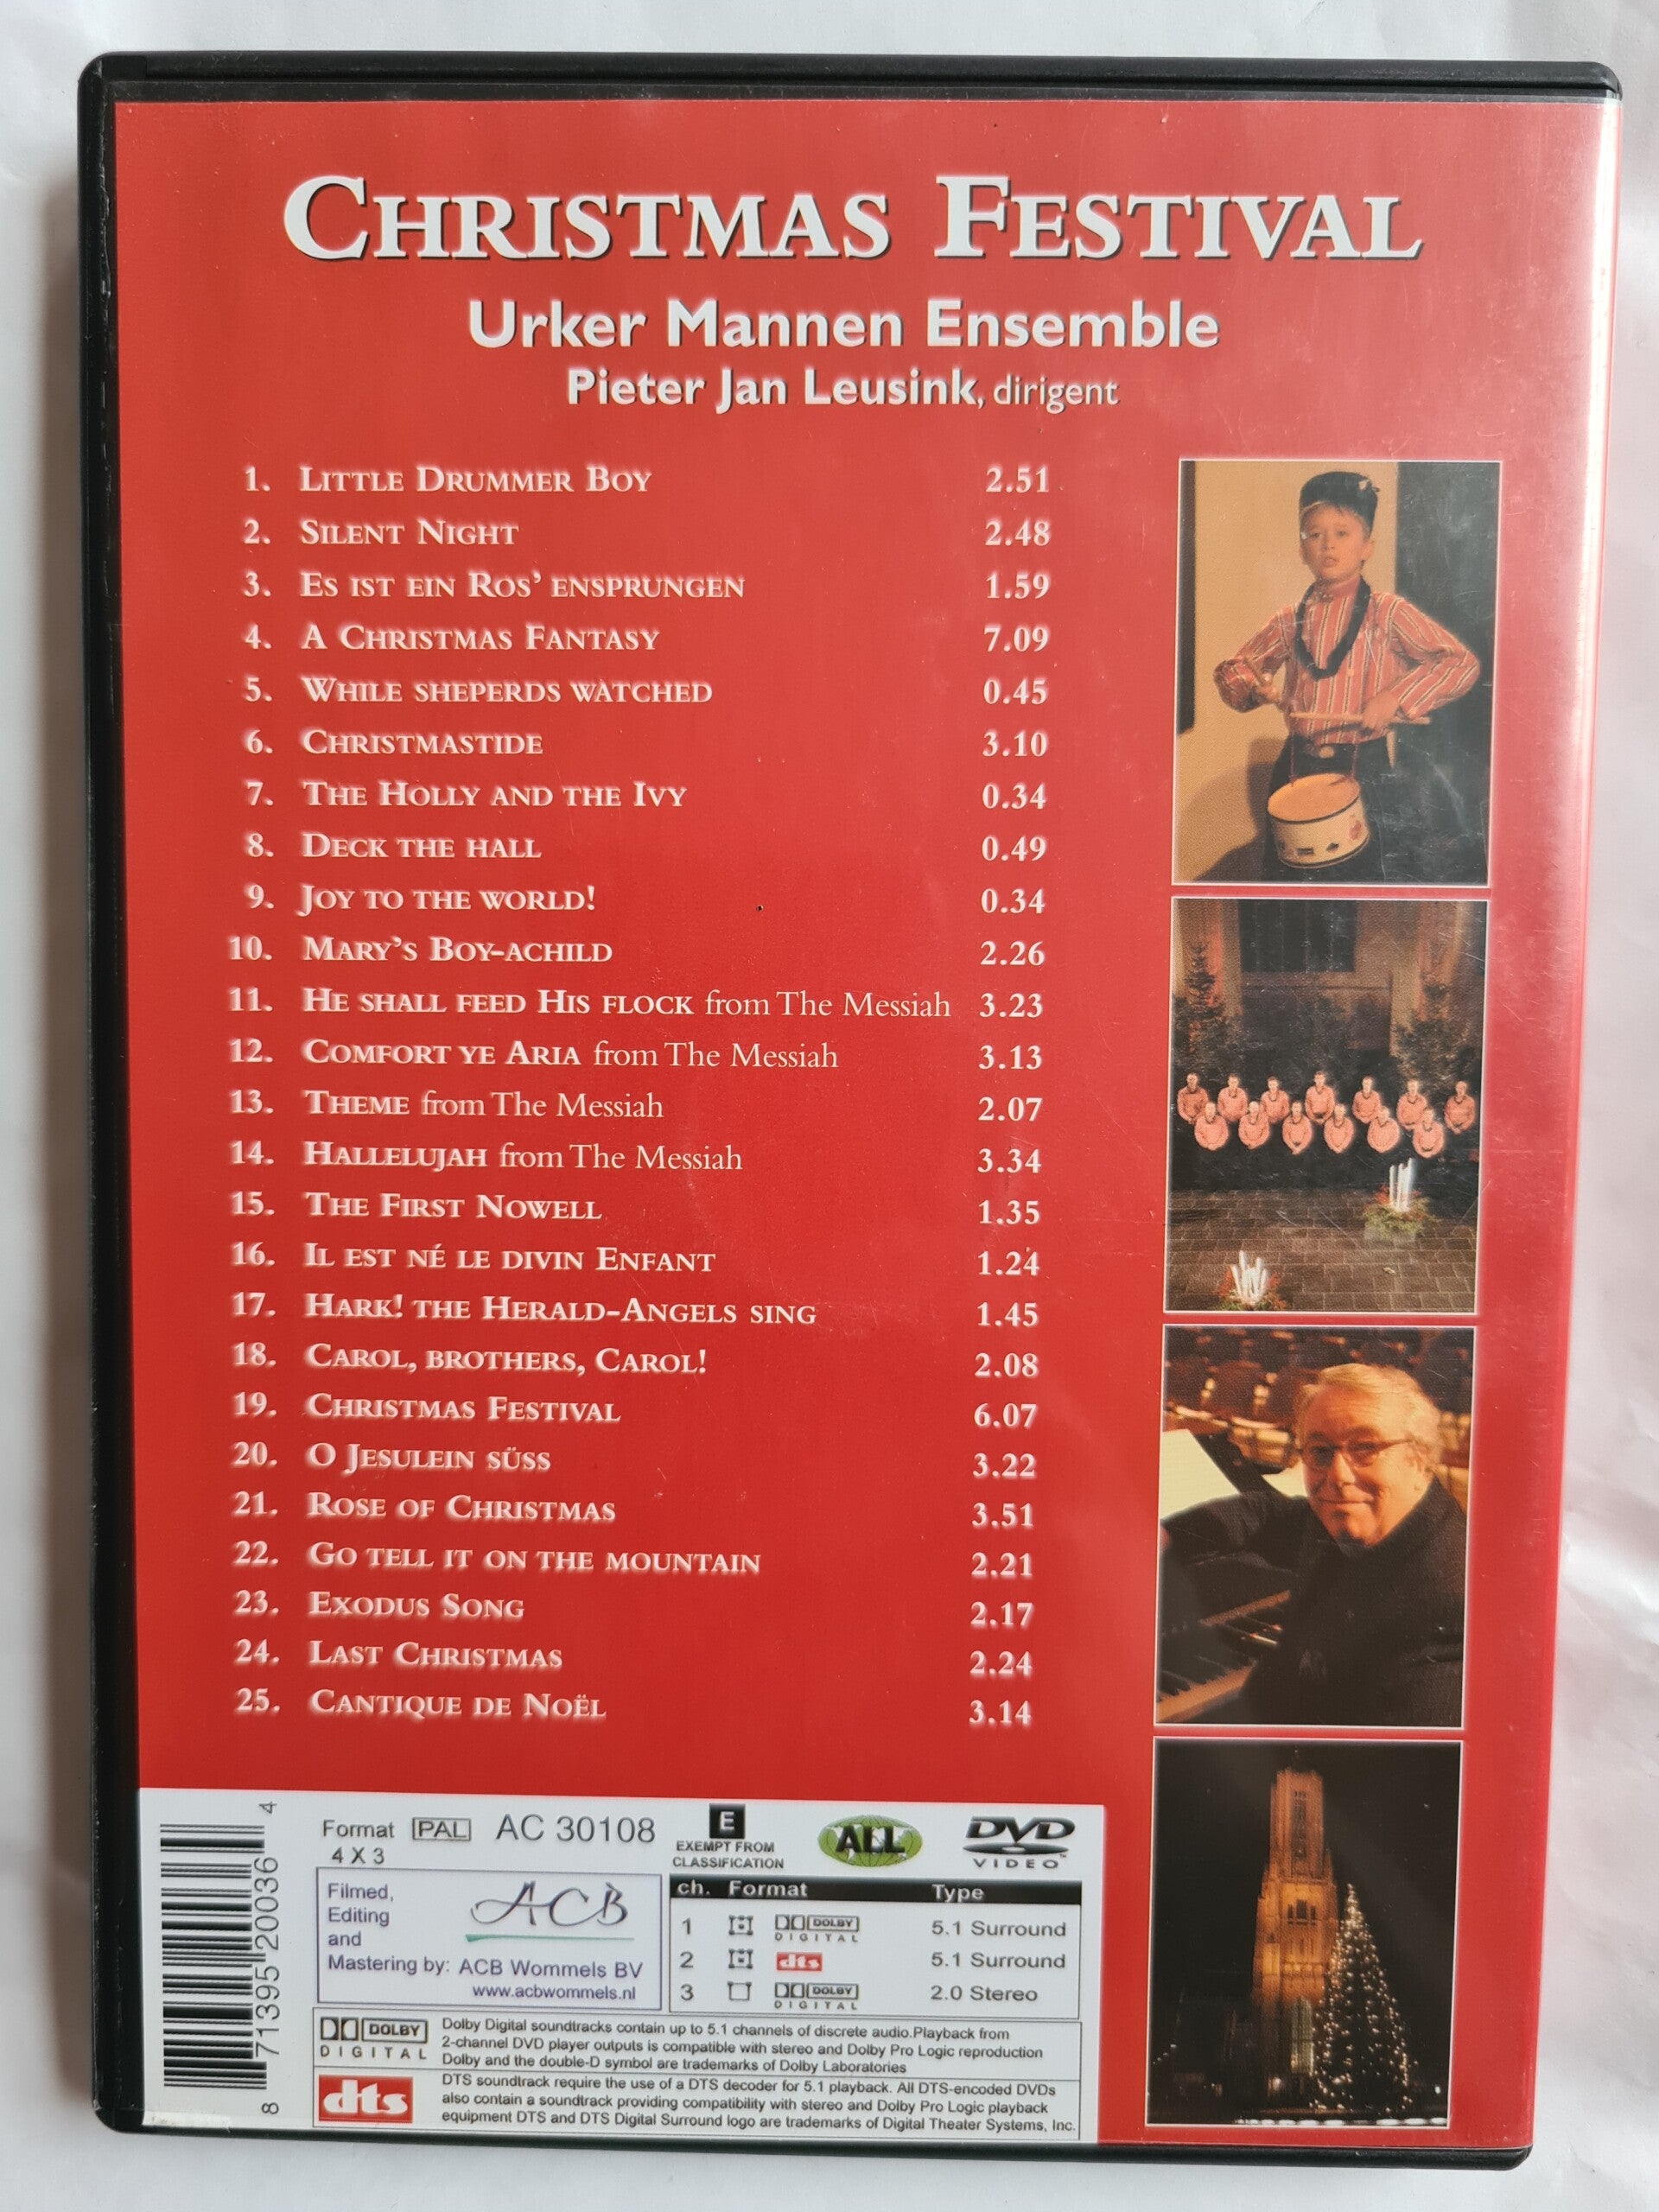 CHRISTMAS FESTIVAL
Urker Mannen Ensemble
Pieter Jan Leusink, dirigent
1. LITTLE DRUMMER BOY 2.51
2. SILENT NIGHT 2.48
3. ES IST EIN ROS' ENSPRUNGEN 1.59
4. A CHRISTMAS FANTASY 7.09
5. WHILE SHEPERDS WATCHED 0.45
6. CHRISTMASTIDE 3.10
7. THE HOLLY AND THE IVY 0.34
8. DECK THE HALL 0.49
9. JOY TO THE WORLD! 0.34
10. MARY'S BOY-ACHILD 2.26
11. HE SHALL FEED HIS FLOCK from The Messiah 3.23
12. COMFORT YE ARIA from The Messiah 3.13
13. THEME from The Messiah 2.07
14. HALLELUJAH from The Messiah 3.34
15. THE FIRST NOWELL 1.35
16. IL EST NÉ LE DIVIN ENFANT 1.24
17. HARK! THE HERALD-ANGELS SING 1.45
18. CAROL, BROTHERS, CAROL! 2.08
19. CHRISTMAS FESTIVAL 6.07
20. O JESULEIN SÜSS 3.22
21. ROSE OF CHRISTMAS 3.51
22. GO TELL IT ON THE MOUNTAIN 2.21
23. EXODUS SONG 2.17
24. LAST CHRISTMAS 2.24
25. CANTIQUE DE NOËL 3.14
8 71395 20036 4
Format PAL AC 30108
4 X 3
E
EXEMPT FROM
CLASSIFICATION
ALL
DVD
VIDEO™
Filmed,
Editing
and
Mastering by: ACB Wommels BV
www.acbwommels.nl
ACB
ch. Format Type
1 DOLBY DIGITAL 5.1 Surround
2 dts 5.1 Surround
3 DOLBY DIGITAL 2.0 Stereo
DOLBY
DIGITAL
Dolby Digital soundtracks contain up to 5.1 channels of discrete audio.Playback from
2-channel DVD player outputs is compatible with stereo and Dolby Pro Logic reproduction
Dolby and the double-D symbol are trademarks of Dolby Laboratories
dts
DTS soundtrack require the use of a DTS decoder for 5.1 playback. All DTS-encoded DVDs
also contain a soundtrack providing compatibility with stereo and Dolby Pro Logic playback
equipment DTS and DTS Digital Surround logo are trademarks of Digital Theater Systems, Inc.